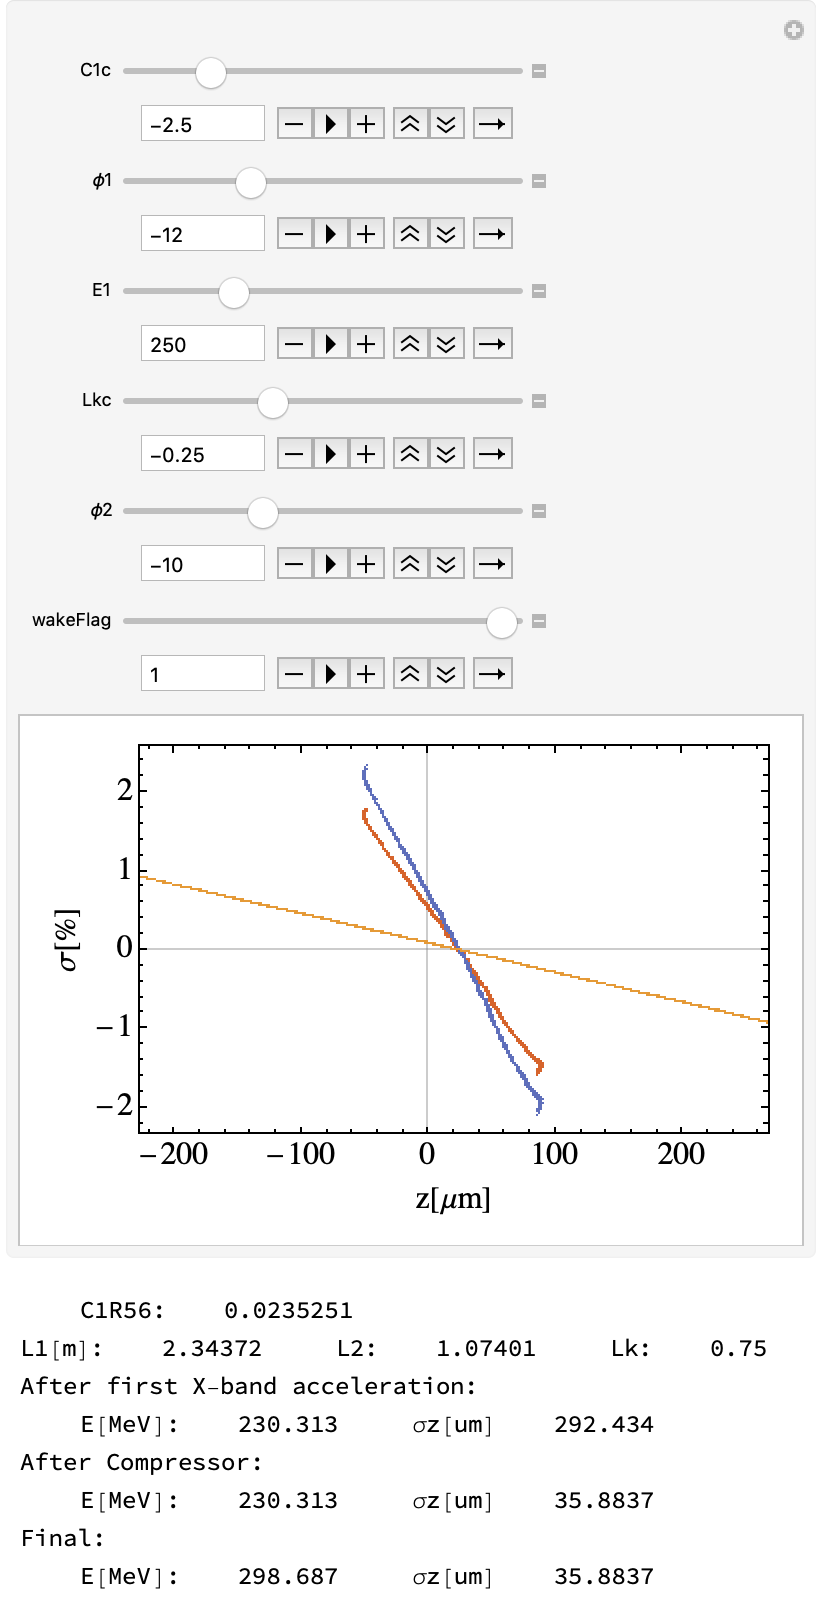 C1c
−2.5
ϕ1
−12
E1
250
Lkc
−0.25
ϕ2
−10
wakeFlag
1
2
1
0
−1
−2
σ[%]
−200 −100 0 100 200
z[μm]
C1R56: 0.0235251
L1[m]: 2.34372 L2: 1.07401 Lk: 0.75
After first X-band acceleration:
E[MeV]: 230.313 σz[um] 292.434
After Compressor:
E[MeV]: 230.313 σz[um] 35.8837
Final:
E[MeV]: 298.687 σz[um] 35.8837